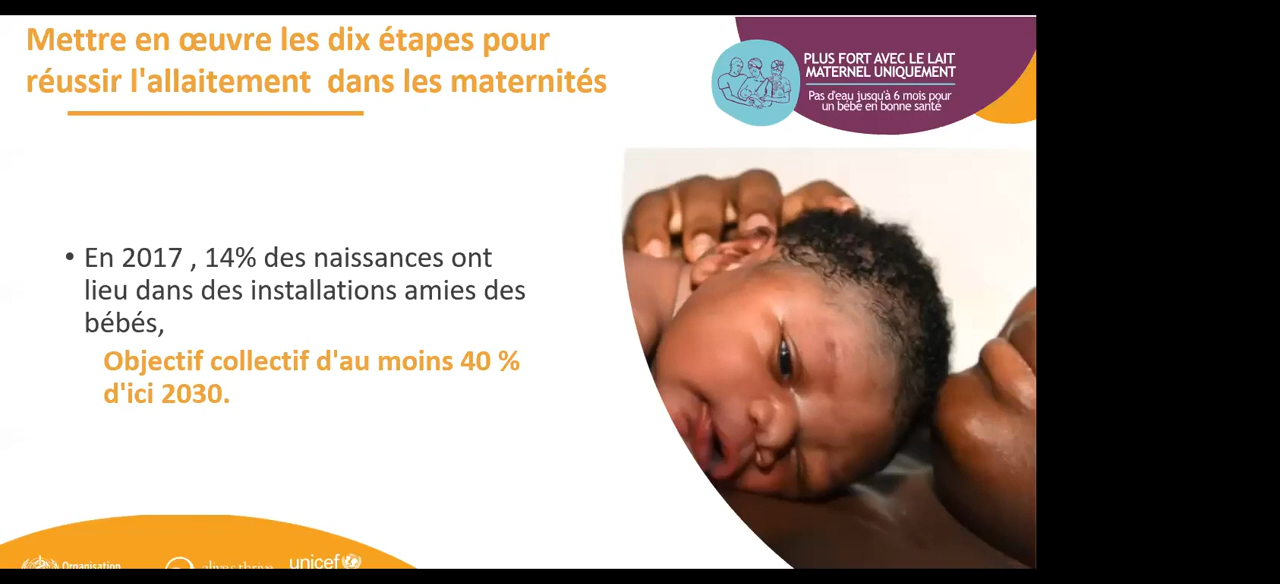 Mettre en œuvre les dix étapes pour
réussir l'allaitement dans les maternités
PLUS FORT AVEC LE LAIT
MATERNEL UNIQUEMENT
Pas d'eau jusqu'à 6 mois pour
un bébé en bonne santé
• En 2017 , 14% des naissances ont
lieu dans des installations amies des
bébés,
Objectif collectif d'au moins 40 %
d'ici 2030.
Organisation
alive & thrive
unicef